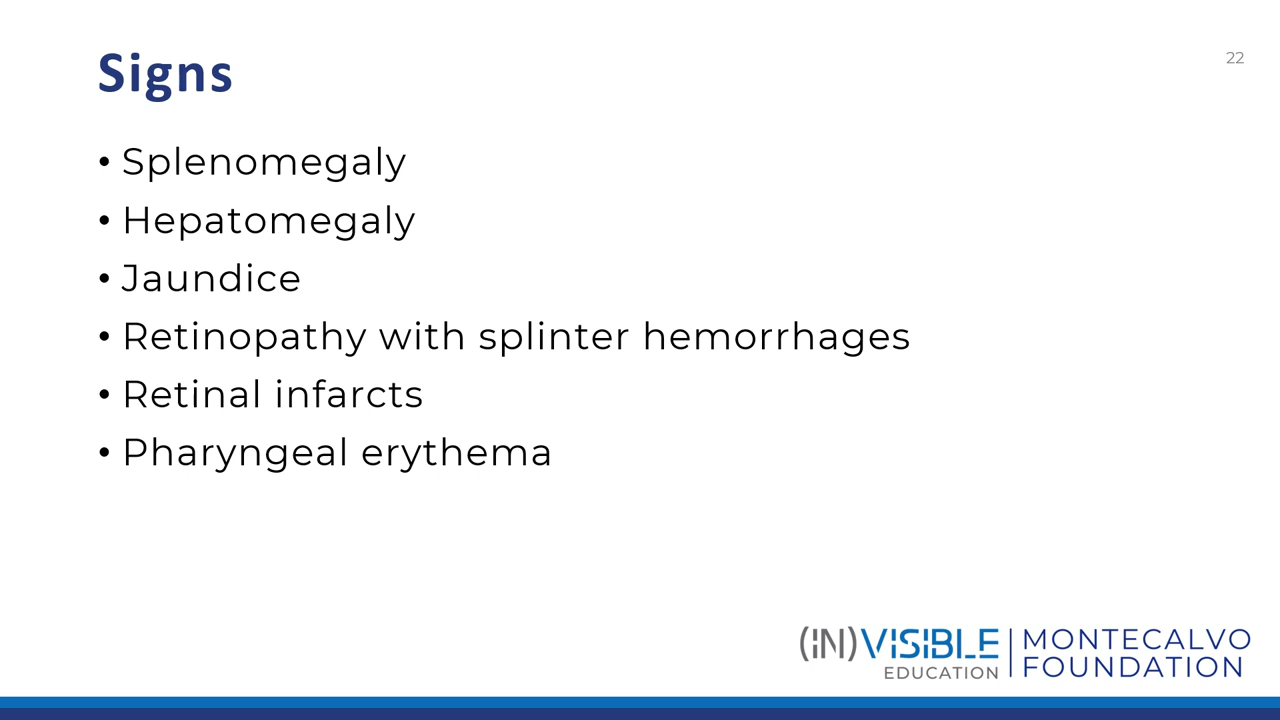 Signs
22
• Splenomegaly
• Hepatomegaly
• Jaundice
• Retinopathy with splinter hemorrhages
• Retinal infarcts
• Pharyngeal erythema
(IN)VISIBLE
EDUCATION
MONTECALVO
FOUNDATION